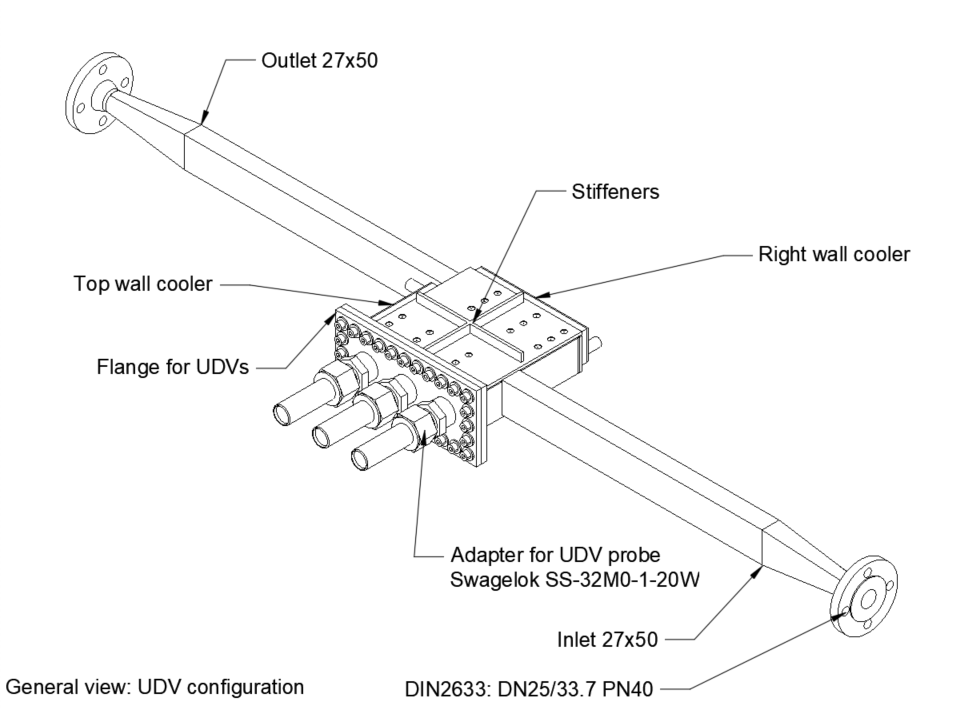 Outlet 27x50
Stiffeners
Right wall cooler
Top wall cooler
Flange for UDVs
Adapter for UDV probe
Swagelok SS-32M0-1-20W
Inlet 27x50
General view: UDV configuration
DIN2633: DN25/33.7 PN40